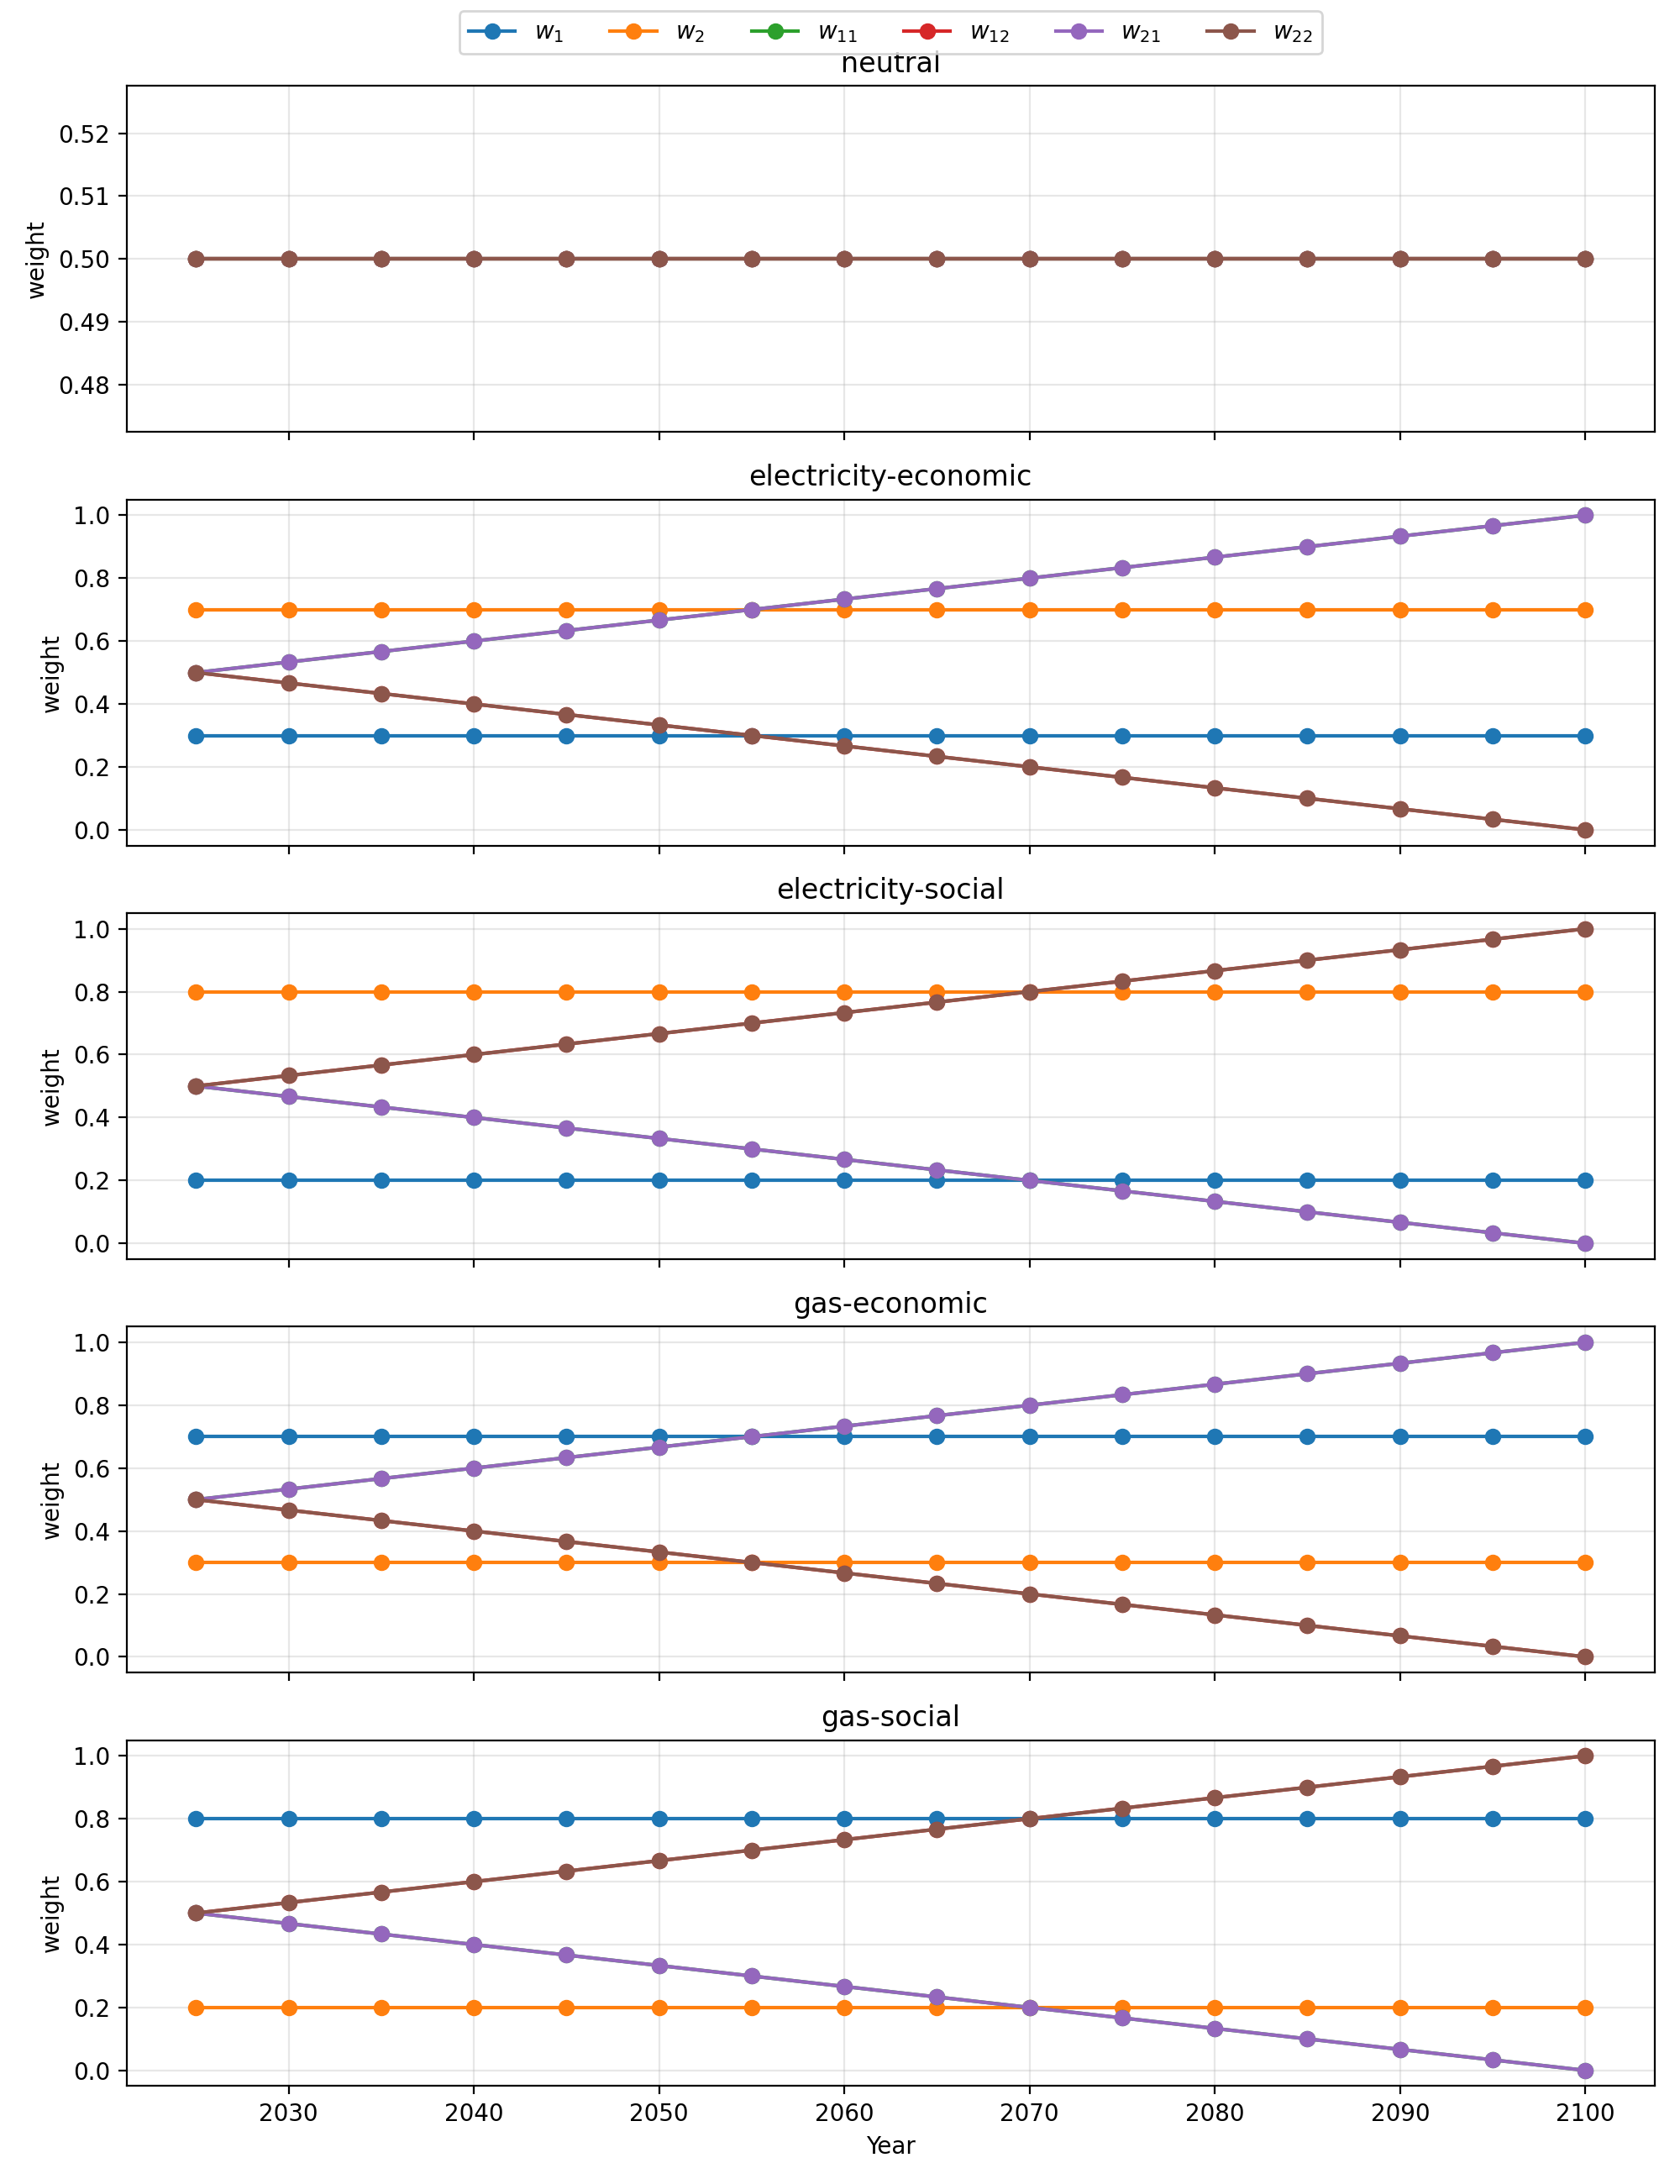 w1 w2 w11 w12 w21 w22
neutral
0.52
0.51
0.50
0.49
0.48
weight
electricity-economic
1.0
0.8
0.6
0.4
0.2
0.0
weight
electricity-social
1.0
0.8
0.6
0.4
0.2
0.0
weight
gas-economic
1.0
0.8
0.6
0.4
0.2
0.0
weight
gas-social
1.0
0.8
0.6
0.4
0.2
0.0
weight
2030 2040 2050 2060 2070 2080 2090 2100
Year